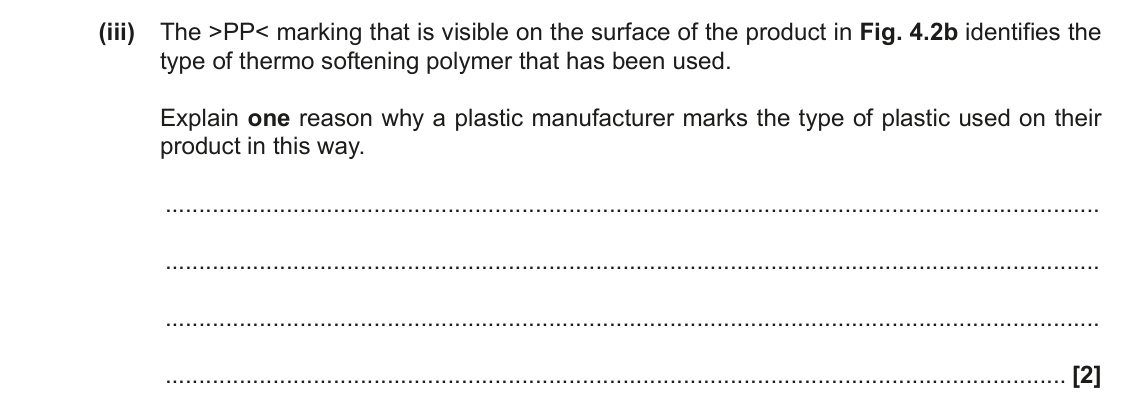 (iii) The >PP< marking that is visible on the surface of the product in Fig. 4.2b identifies the
type of thermo softening polymer that has been used.
Explain one reason why a plastic manufacturer marks the type of plastic used on their
product in this way.
....................................................................................................................................
....................................................................................................................................
....................................................................................................................................
............................................................................................................................... [2]